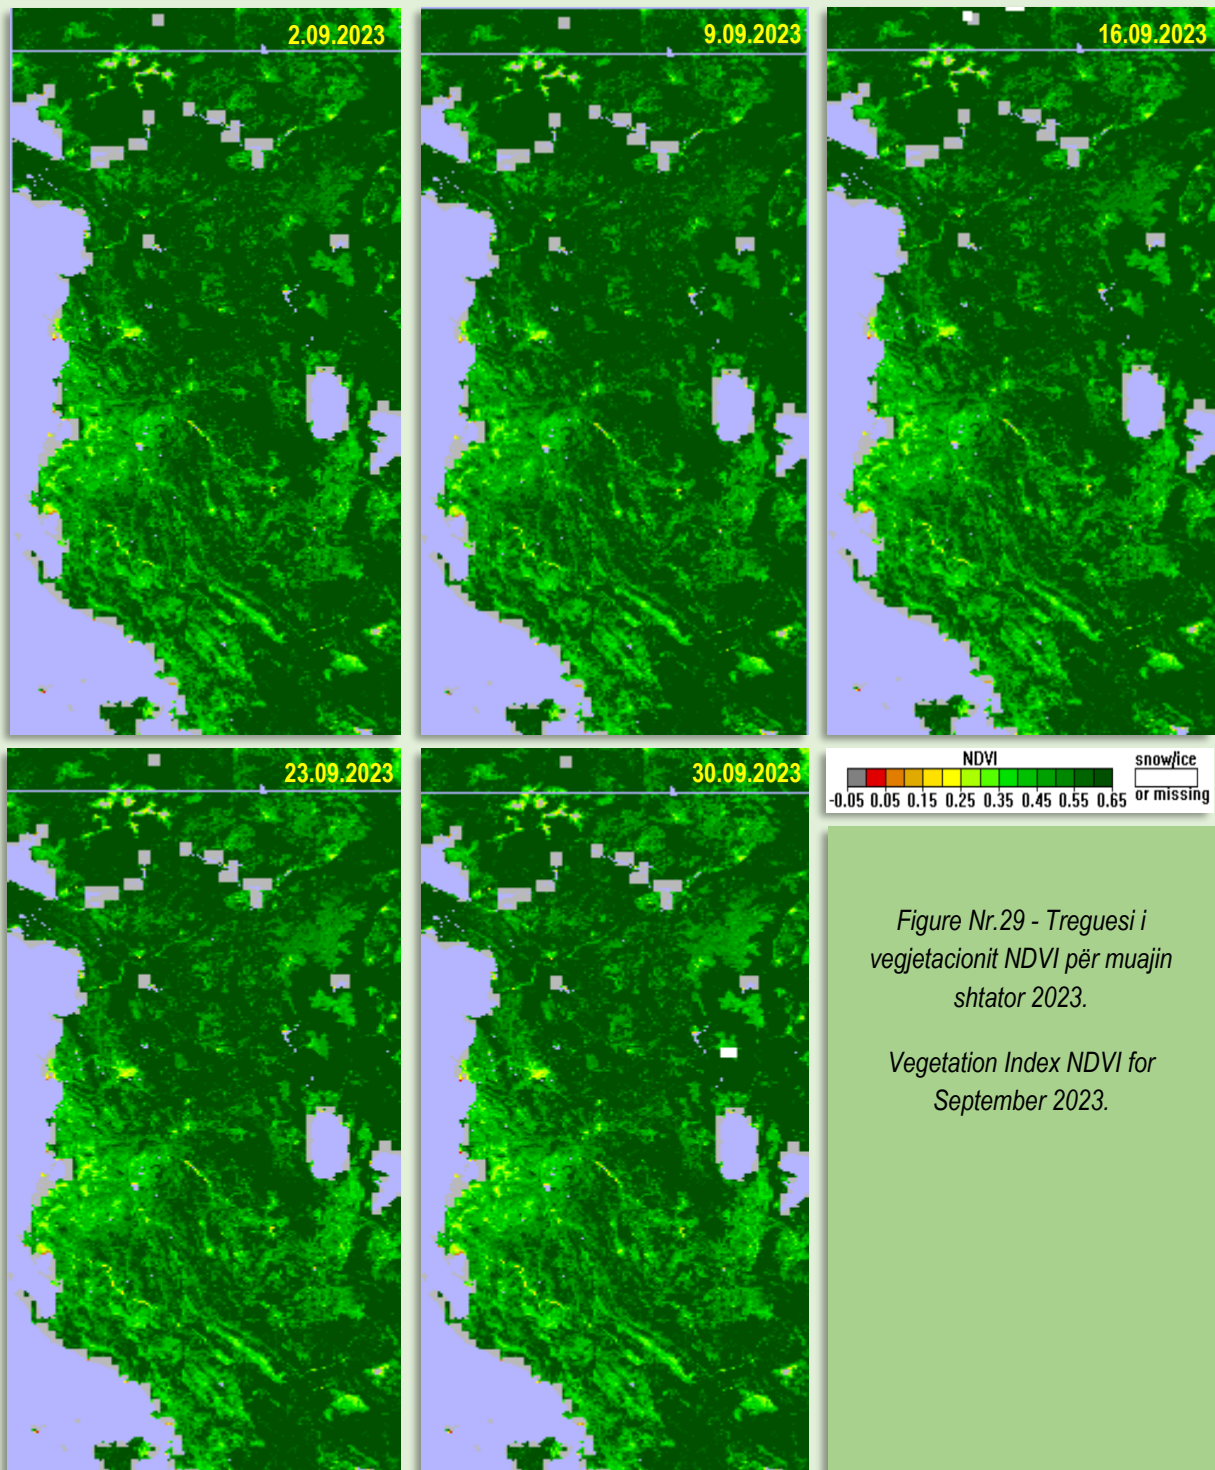 2.09.2023
9.09.2023
16.09.2023
23.09.2023
30.09.2023
NDVI
-0.05 0.05 0.15 0.25 0.35 0.45 0.55 0.65
snow/ice
or missing
Figure Nr.29 - Treguesi i
vegjetacionit NDVI për muajin
shtator 2023.
Vegetation Index NDVI for
September 2023.